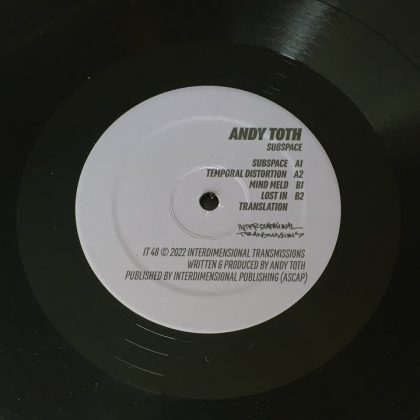 ANDY TOTH
SUBSPACE
SUBSPACE A1
TEMPORAL DISTORTION A2
MIND MELD B1
LOST IN B2
TRANSLATION
INTERDIMENSIONAL
TRANSMISSIONS
IT 48 © 2022 INTERDIMENSIONAL TRANSMISSIONS
WRITTEN & PRODUCED BY ANDY TOTH
PUBLISHED BY INTERDIMENSIONAL PUBLISHING (ASCAP)